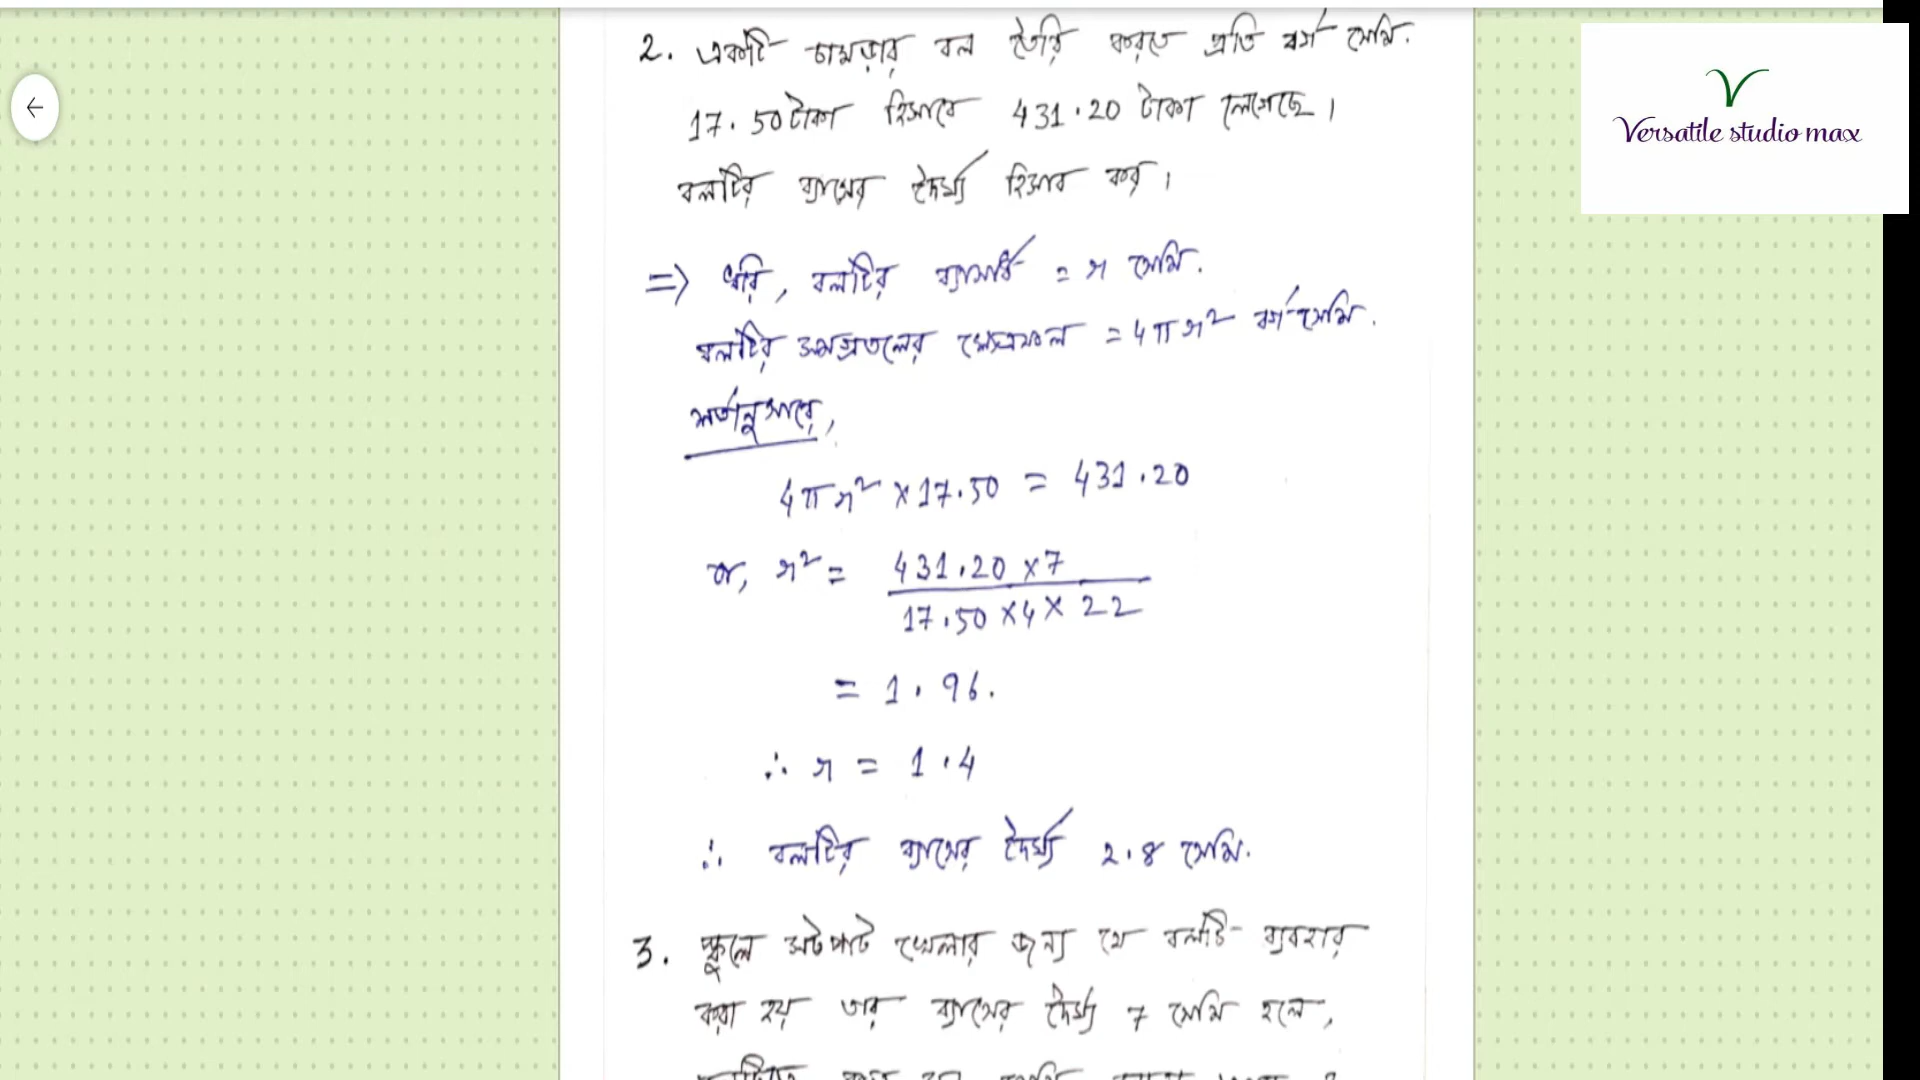 2. একটি চামড়ার বল তৈরি করতে প্রতি বর্গ সেমি.
17.50 টাকা হিসাবে 431.20 টাকা লেগেছে।
বলটির ব্যাসের দৈর্ঘ্য হিসাব কর।
=> ধরি, বলটির ব্যাসার্ধ = r সেমি.
বলটির সমগ্রতলের ক্ষেত্রফল = 4πr² বর্গসেমি.
শর্তানুসারে,
4πr² × 17.50 = 431.20
or, r² = 431.20 × 7
17.50 × 4 × 22
= 1.96.
∴ r = 1.4
∴ বলটির ব্যাসের দৈর্ঘ্য 2.8 সেমি.
3. স্কুলে সটপাট খেলার জন্য যে বলটি ব্যবহার
করা হয় তার ব্যাসের দৈর্ঘ্য 7 সেমি হলে,
Versatile studio max